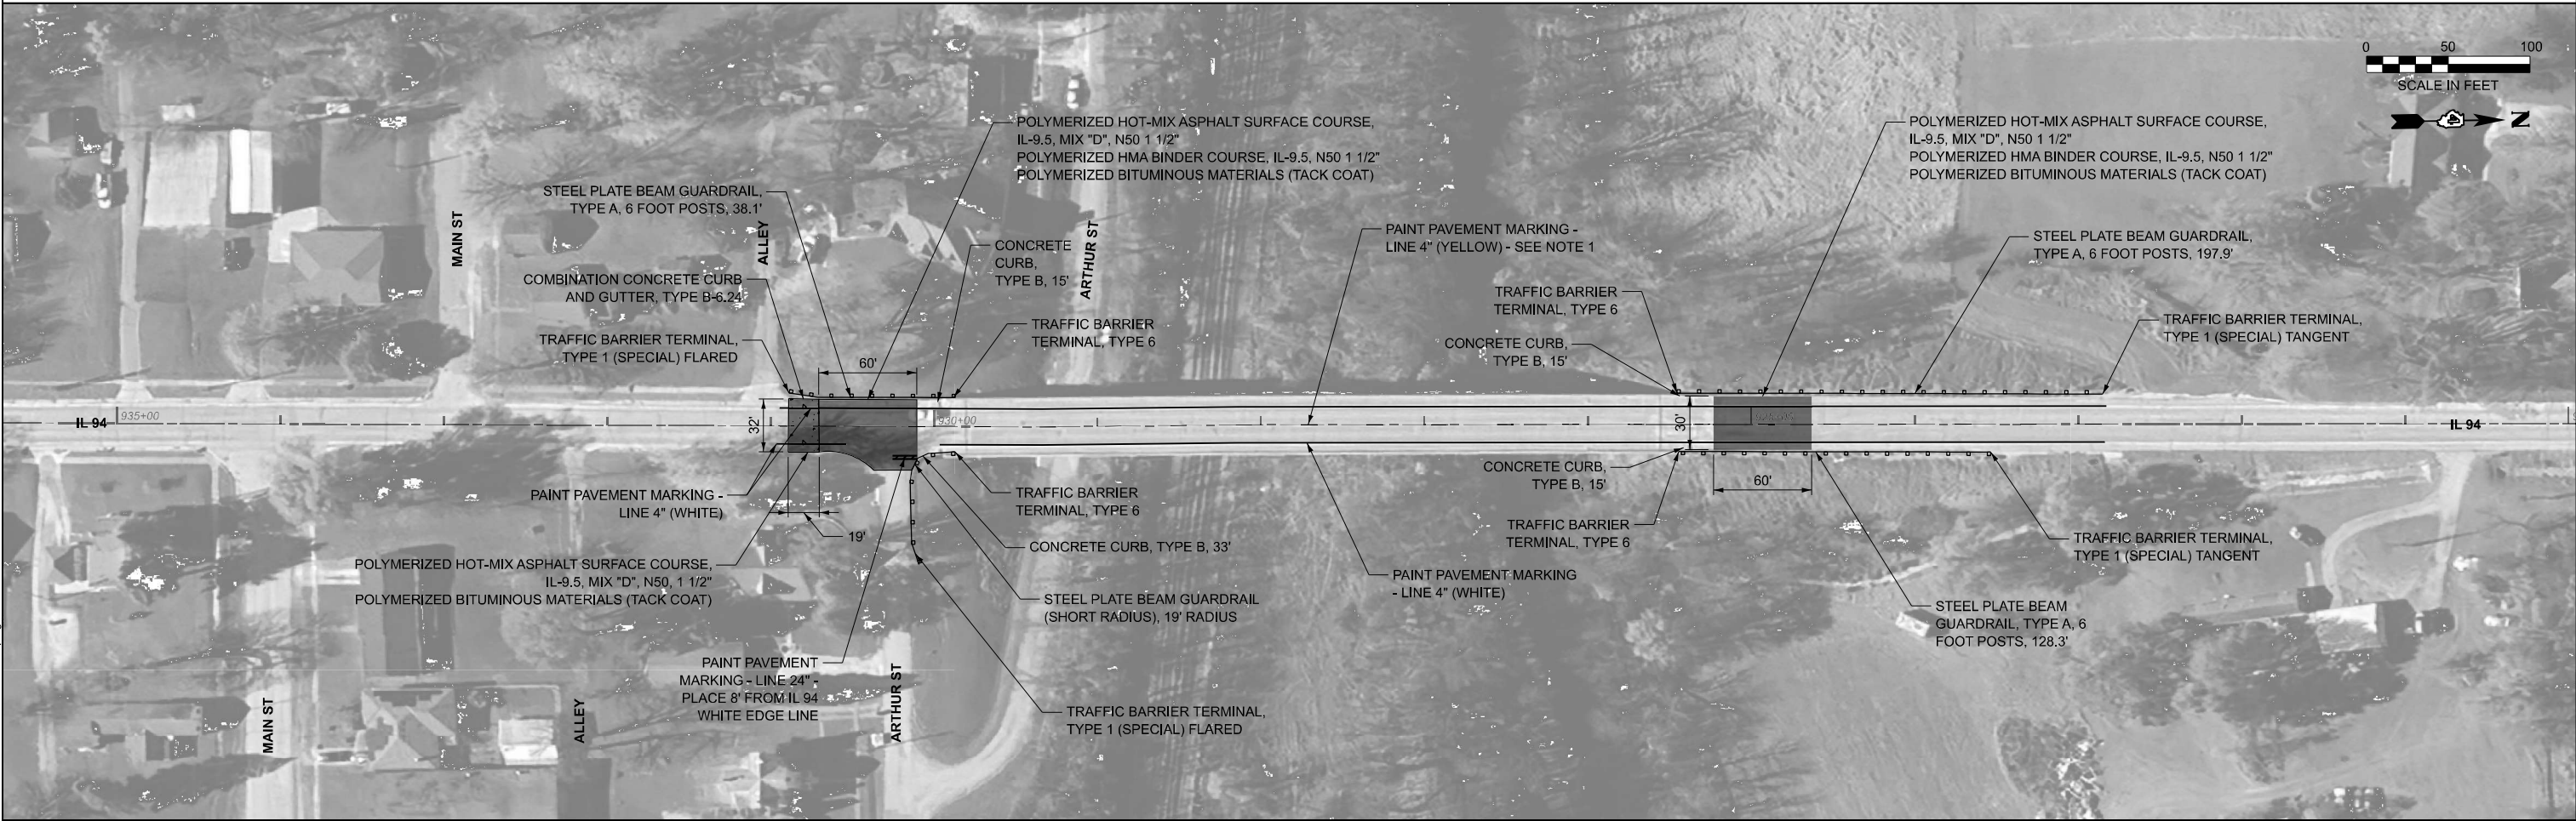 0 50 100
SCALE IN FEET
N
POLYMERIZED HOT-MIX ASPHALT SURFACE COURSE,
IL-9.5, MIX "D", N50 1 1/2"
POLYMERIZED HMA BINDER COURSE, IL-9.5, N50 1 1/2"
POLYMERIZED BITUMINOUS MATERIALS (TACK COAT)
POLYMERIZED HOT-MIX ASPHALT SURFACE COURSE,
IL-9.5, MIX "D", N50 1 1/2"
POLYMERIZED HMA BINDER COURSE, IL-9.5, N50 1 1/2"
POLYMERIZED BITUMINOUS MATERIALS (TACK COAT)
STEEL PLATE BEAM GUARDRAIL,
TYPE A, 6 FOOT POSTS, 38.1'
MAIN ST
ALLEY
CONCRETE
CURB,
TYPE B, 15'
ARTHUR ST
PAINT PAVEMENT MARKING -
LINE 4" (YELLOW) - SEE NOTE 1
STEEL PLATE BEAM GUARDRAIL,
TYPE A, 6 FOOT POSTS, 197.9'
COMBINATION CONCRETE CURB
AND GUTTER, TYPE B-6.24
TRAFFIC BARRIER
TERMINAL, TYPE 6
TRAFFIC BARRIER TERMINAL,
TYPE 1 (SPECIAL) FLARED
TRAFFIC BARRIER
TERMINAL, TYPE 6
CONCRETE CURB,
TYPE B, 15'
TRAFFIC BARRIER TERMINAL,
TYPE 1 (SPECIAL) TANGENT
60'
IL 94
935+00
32'
930+00
30'
IL 94
PAINT PAVEMENT MARKING -
LINE 4" (WHITE)
19'
TRAFFIC BARRIER
TERMINAL, TYPE 6
CONCRETE CURB,
TYPE B, 15'
60'
CONCRETE CURB, TYPE B, 33'
TRAFFIC BARRIER
TERMINAL, TYPE 6
TRAFFIC BARRIER TERMINAL,
TYPE 1 (SPECIAL) TANGENT
POLYMERIZED HOT-MIX ASPHALT SURFACE COURSE,
IL-9.5, MIX "D", N50, 1 1/2"
POLYMERIZED BITUMINOUS MATERIALS (TACK COAT)
PAINT PAVEMENT MARKING
- LINE 4" (WHITE)
STEEL PLATE BEAM GUARDRAIL
(SHORT RADIUS), 19' RADIUS
STEEL PLATE BEAM
GUARDRAIL, TYPE A, 6
FOOT POSTS, 128.3'
PAINT PAVEMENT
MARKING - LINE 24" -
PLACE 8' FROM IL 94
WHITE EDGE LINE
MAIN ST
ALLEY
ARTHUR ST
TRAFFIC BARRIER TERMINAL,
TYPE 1 (SPECIAL) FLARED